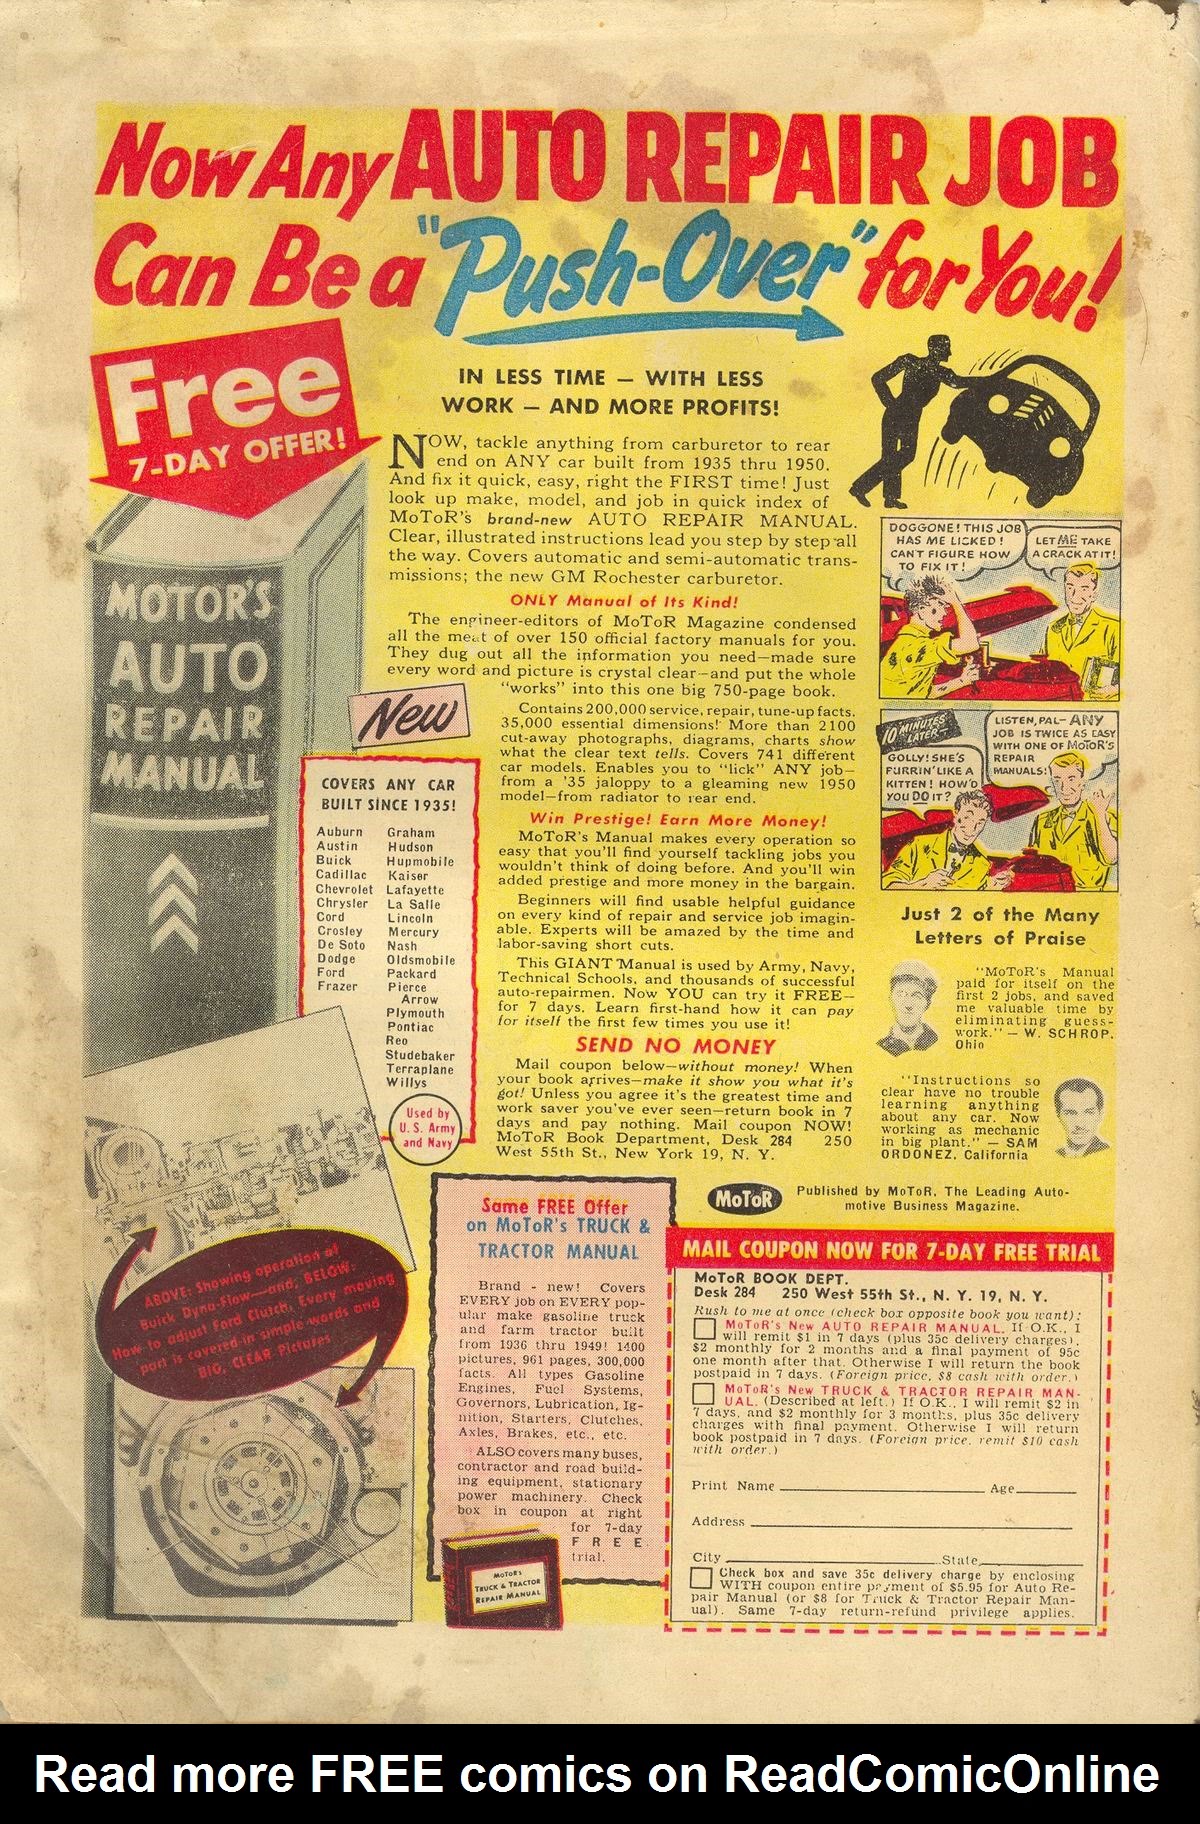 Now Any AUTO REPAIR JOB
Can Be a "Push-Over" for You!
Free
7-DAY OFFER!
IN LESS TIME — WITH LESS
WORK — AND MORE PROFITS!
NOW, tackle anything from carburetor to rear
end on ANY car built from 1935 thru 1950.
And fix it quick, easy, right the FIRST time! Just
look up make, model, and job in quick index of
MoToR's brand-new AUTO REPAIR MANUAL.
Clear, illustrated instructions lead you step by step all
the way. Covers automatic and semi-automatic trans-
missions; the new GM Rochester carburetor.
ONLY Manual of Its Kind!
The engineer-editors of MoToR Magazine condensed
all the meat of over 150 official factory manuals for you.
They dug out all the information you need—made sure
every word and picture is crystal clear—and put the whole
"works" into this one big 750-page book.
Contains 200,000 service, repair, tune-up facts,
35,000 essential dimensions! More than 2100
cut-away photographs, diagrams, charts show
what the clear text tells. Covers 741 different
car models. Enables you to "lick" ANY job—
from a '35 jaloppy to a gleaming new 1950
model—from radiator to rear end.
Win Prestige! Earn More Money!
MoToR's Manual makes every operation so
easy that you'll find yourself tackling jobs you
wouldn't think of doing before. And you'll win
added prestige and more money in the bargain.
Beginners will find usable helpful guidance
on every kind of repair and service job imagin-
able. Experts will be amazed by the time and
labor-saving short cuts.
This GIANT Manual is used by Army, Navy,
Technical Schools, and thousands of successful
auto-repairmen. Now YOU can try it FREE—
for 7 days. Learn first-hand how it can pay
for itself the first few times you use it!
SEND NO MONEY
Mail coupon below—without money! When
your book arrives—make it show you what it's
got! Unless you agree it's the greatest time and
work saver you've ever seen—return book in 7
days and pay nothing. Mail coupon NOW!
MoToR Book Department, Desk 284 250
West 55th St., New York 19, N. Y.
MOTOR'S
AUTO
REPAIR
MANUAL
New
COVERS ANY CAR
BUILT SINCE 1935!
Auburn
Austin
Buick
Cadillac
Chevrolet
Chrysler
Cord
Crosley
De Soto
Dodge
Ford
Frazer
Graham
Hudson
Hupmobile
Kaiser
Lafayette
La Salle
Lincoln
Mercury
Nash
Oldsmobile
Packard
Pierce
Arrow
Plymouth
Pontiac
Reo
Studebaker
Terraplane
Willys
Used by
U. S. Army
and Navy
ABOVE: Showing operation of
Buick Dyna-Flow—and, BELOW:
How to adjust Ford Clutch. Every moving
part is covered in simple words and
BIG, CLEAR Pictures
DOGGONE! THIS JOB
HAS ME LICKED!
CAN'T FIGURE HOW
TO FIX IT!
LET ME TAKE
A CRACK AT IT!
10 MINUTES
LATER—
GOLLY! SHE'S
PURRIN' LIKE A
KITTEN! HOW'D
YOU DO IT?
LISTEN, PAL—ANY
JOB IS TWICE AS EASY
WITH ONE OF MOTOR'S
REPAIR
MANUALS!
Just 2 of the Many
Letters of Praise
"MoToR's Manual
paid for itself on the
first 2 jobs, and saved
me valuable time by
eliminating guess-
work." — W. SCHROP,
Ohio
"Instructions so
clear have no trouble
learning anything
about any car. Now
working as mechanic
in big plant." — SAM
ORDONEZ, California
MoToR
Published by MoToR, The Leading Auto-
motive Business Magazine.
Same FREE Offer
on MoToR's TRUCK &
TRACTOR MANUAL
Brand - new! Covers
EVERY job on EVERY pop-
ular make gasoline truck
and farm tractor built
from 1936 thru 1949! 1400
pictures, 961 pages, 300,000
facts. All types Gasoline
Engines, Fuel Systems,
Governors, Lubrication, Ig-
nition, Starters, Clutches,
Axles, Brakes, etc., etc.
ALSO covers many buses,
contractor and road build-
ing equipment, stationary
power machinery. Check
box in coupon at right
for 7-day
FREE
trial.
MoToR's
TRUCK & TRACTOR
REPAIR MANUAL
MAIL COUPON NOW FOR 7-DAY FREE TRIAL
MoToR BOOK DEPT.
Desk 284 250 West 55th St., N. Y. 19, N. Y.
Rush to me at once (check box opposite book you want):
MoToR's New AUTO REPAIR MANUAL. If O.K., I
will remit $1 in 7 days (plus 35c delivery charges),
$2 monthly for 2 months and a final payment of 95c
one month after that. Otherwise I will return the book
postpaid in 7 days. (Foreign price, $8 cash with order.)
MoToR's New TRUCK & TRACTOR REPAIR MAN-
UAL. (Described at left.) If O.K., I will remit $2 in
7 days, and $2 monthly for 3 months, plus 35c delivery
charges with final payment. Otherwise I will return
book postpaid in 7 days. (Foreign price, remit $10 cash
with order.)
Print Name Age
Address
City State
Check box and save 35c delivery charge by enclosing
WITH coupon entire payment of $5.95 for Auto Re-
pair Manual (or $8 for Truck & Tractor Repair Man-
ual). Same 7-day return-refund privilege applies.
Read more FREE comics on ReadComicOnline